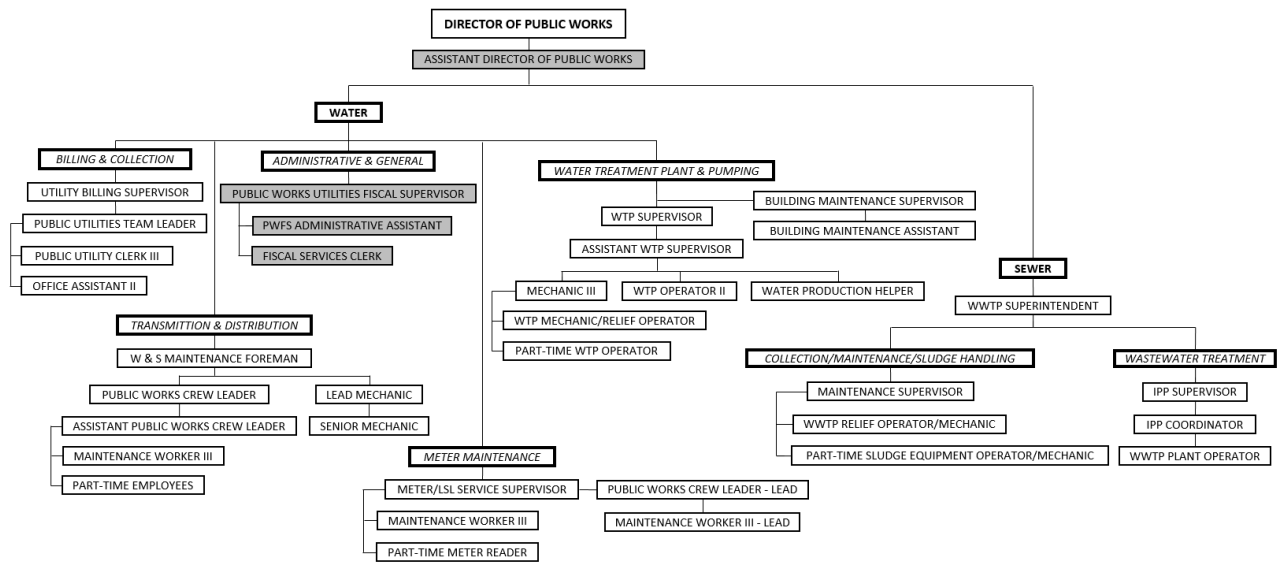 DIRECTOR OF PUBLIC WORKS
ASSISTANT DIRECTOR OF PUBLIC WORKS
WATER
BILLING & COLLECTION
UTILITY BILLING SUPERVISOR
PUBLIC UTILITIES TEAM LEADER
PUBLIC UTILITY CLERK III
OFFICE ASSISTANT II
TRANSMITTION & DISTRIBUTION
W & S MAINTENANCE FOREMAN
PUBLIC WORKS CREW LEADER
ASSISTANT PUBLIC WORKS CREW LEADER
MAINTENANCE WORKER III
PART-TIME EMPLOYEES
LEAD MECHANIC
SENIOR MECHANIC
ADMINISTRATIVE & GENERAL
PUBLIC WORKS UTILITIES FISCAL SUPERVISOR
PWFS ADMINISTRATIVE ASSISTANT
FISCAL SERVICES CLERK
METER MAINTENANCE
METER/LSL SERVICE SUPERVISOR
MAINTENANCE WORKER III
PART-TIME METER READER
PUBLIC WORKS CREW LEADER - LEAD
MAINTENANCE WORKER III - LEAD
WATER TREATMENT PLANT & PUMPING
WTP SUPERVISOR
ASSISTANT WTP SUPERVISOR
BUILDING MAINTENANCE SUPERVISOR
BUILDING MAINTENANCE ASSISTANT
MECHANIC III
WTP MECHANIC/RELIEF OPERATOR
PART-TIME WTP OPERATOR
WTP OPERATOR II
WATER PRODUCTION HELPER
SEWER
WWTP SUPERINTENDENT
COLLECTION/MAINTENANCE/SLUDGE HANDLING
MAINTENANCE SUPERVISOR
WWTP RELIEF OPERATOR/MECHANIC
PART-TIME SLUDGE EQUIPMENT OPERATOR/MECHANIC
WASTEWATER TREATMENT
IPP SUPERVISOR
IPP COORDINATOR
WWTP PLANT OPERATOR